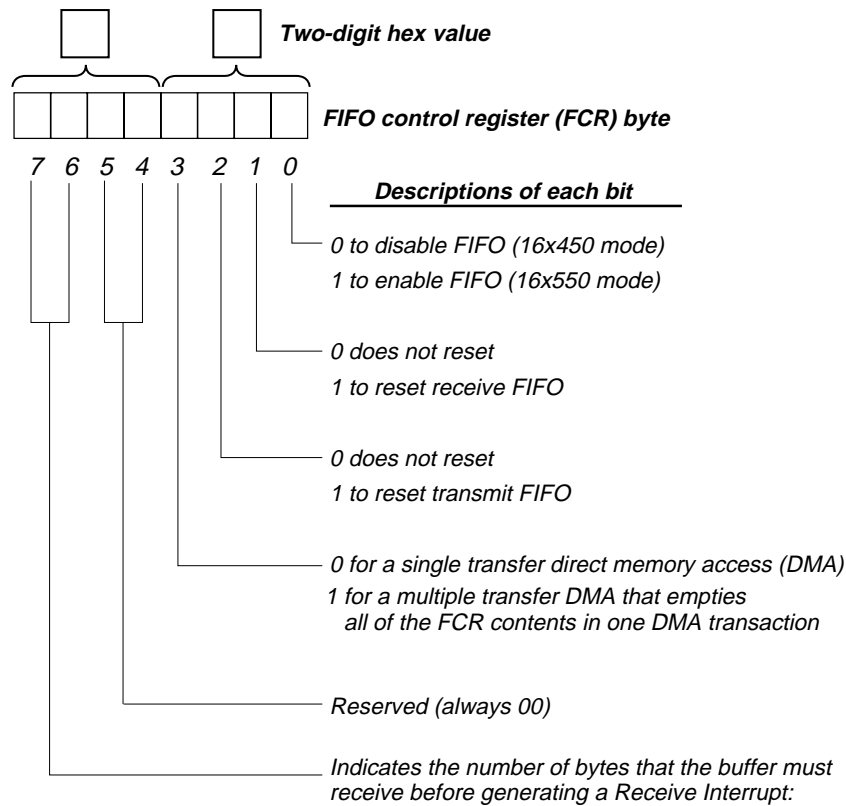 Two-digit hex value
FIFO control register (FCR) byte
7 6 5 4 3 2 1 0
Descriptions of each bit
0 to disable FIFO (16x450 mode)
1 to enable FIFO (16x550 mode)
0 does not reset
1 to reset receive FIFO
0 does not reset
1 to reset transmit FIFO
0 for a single transfer direct memory access (DMA)
1 for a multiple transfer DMA that empties
all of the FCR contents in one DMA transaction
Reserved (always 00)
Indicates the number of bytes that the buffer must
receive before generating a Receive Interrupt: